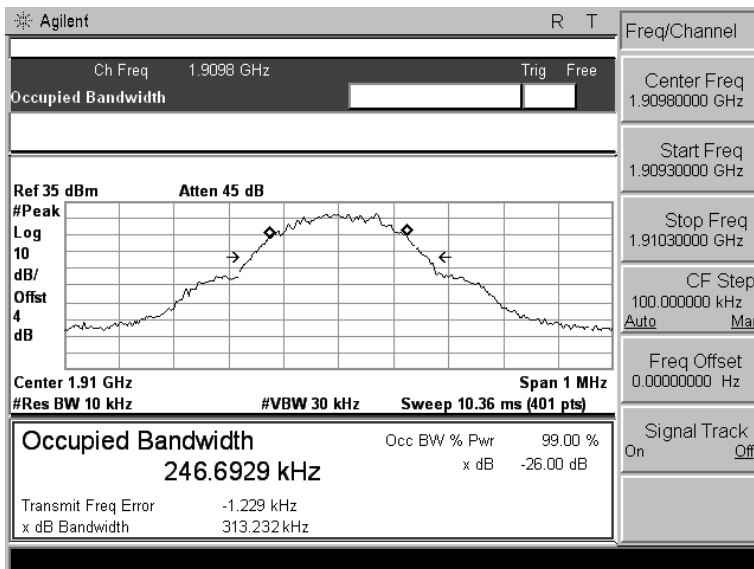 Agilent
R T
Freq/Channel
Ch Freq 1.9098 GHz Trig Free
Occupied Bandwidth
Center Freq
1.90980000 GHz
Start Freq
1.90930000 GHz
Stop Freq
1.91030000 GHz
CF Step
100.000000 kHz
Auto Ma
Freq Offset
0.00000000 Hz
Signal Track
On Off
Ref 35 dBm Atten 45 dB
#Peak
Log
10
dB/
Offst
4
dB
Center 1.91 GHz Span 1 MHz
#Res BW 10 kHz #VBW 30 kHz Sweep 10.36 ms (401 pts)
Occupied Bandwidth
246.6929 kHz
Occ BW % Pwr 99.00 %
x dB -26.00 dB
Transmit Freq Error -1.229 kHz
x dB Bandwidth 313.232 kHz